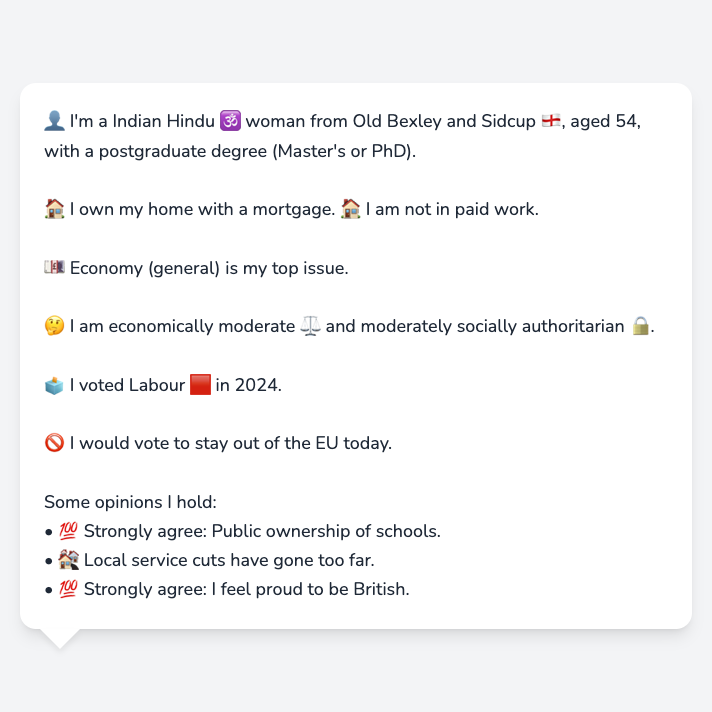 👤 I'm a Indian Hindu 🕉️ woman from Old Bexley and Sidcup 🏴󠁧󠁢󠁥󠁮󠁧󠁿, aged 54,
with a postgraduate degree (Master's or PhD).
🏠 I own my home with a mortgage. 🏠 I am not in paid work.
💷 Economy (general) is my top issue.
🤔 I am economically moderate ⚖️ and moderately socially authoritarian 🔒.
🗳️ I voted Labour 🟥 in 2024.
🚫 I would vote to stay out of the EU today.
Some opinions I hold:
• 💯 Strongly agree: Public ownership of schools.
• 🏚️ Local service cuts have gone too far.
• 💯 Strongly agree: I feel proud to be British.